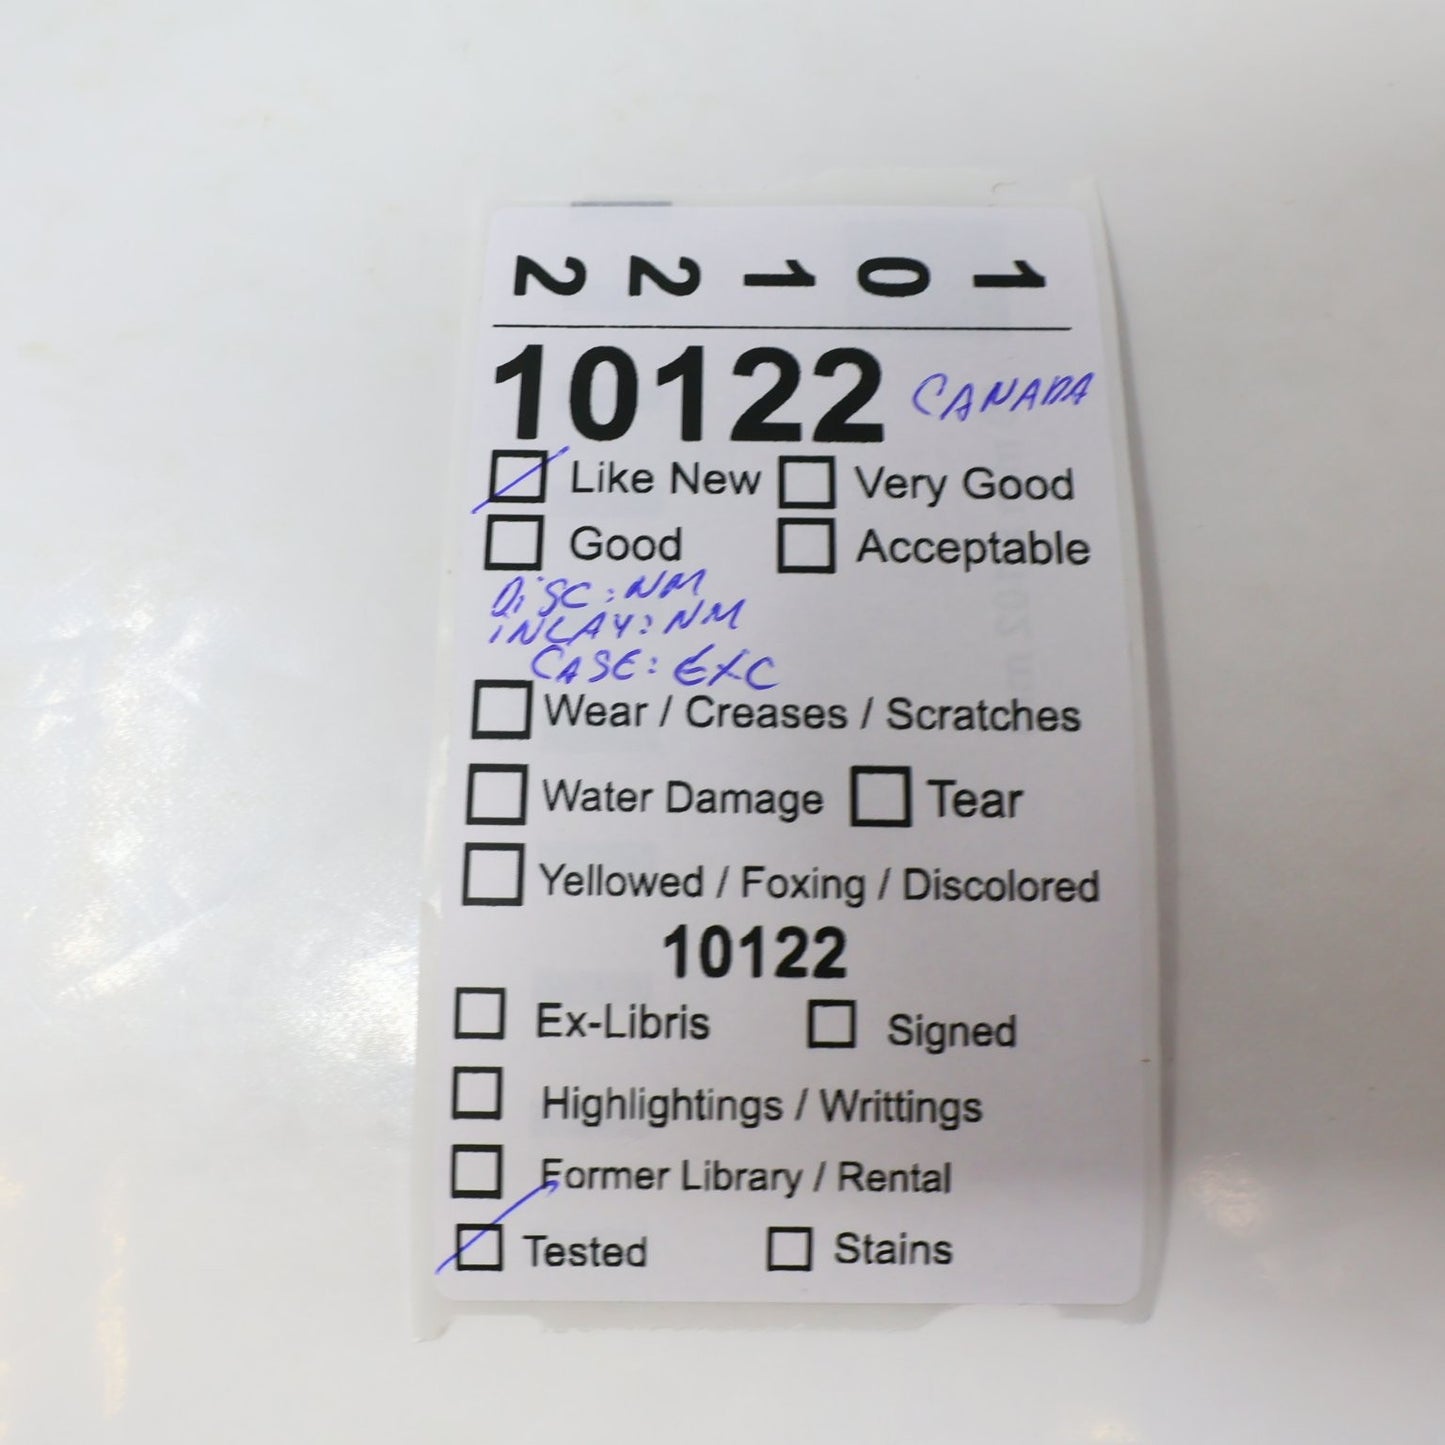 1 0 1 2 2
10122 CANADA
Like New Very Good
Good Acceptable
DiSC: NM
iNLAY: NM
CASE: EXC
Wear / Creases / Scratches
Water Damage Tear
Yellowed / Foxing / Discolored
10122
Ex-Libris Signed
Highlightings / Writtings
Former Library / Rental
Tested Stains